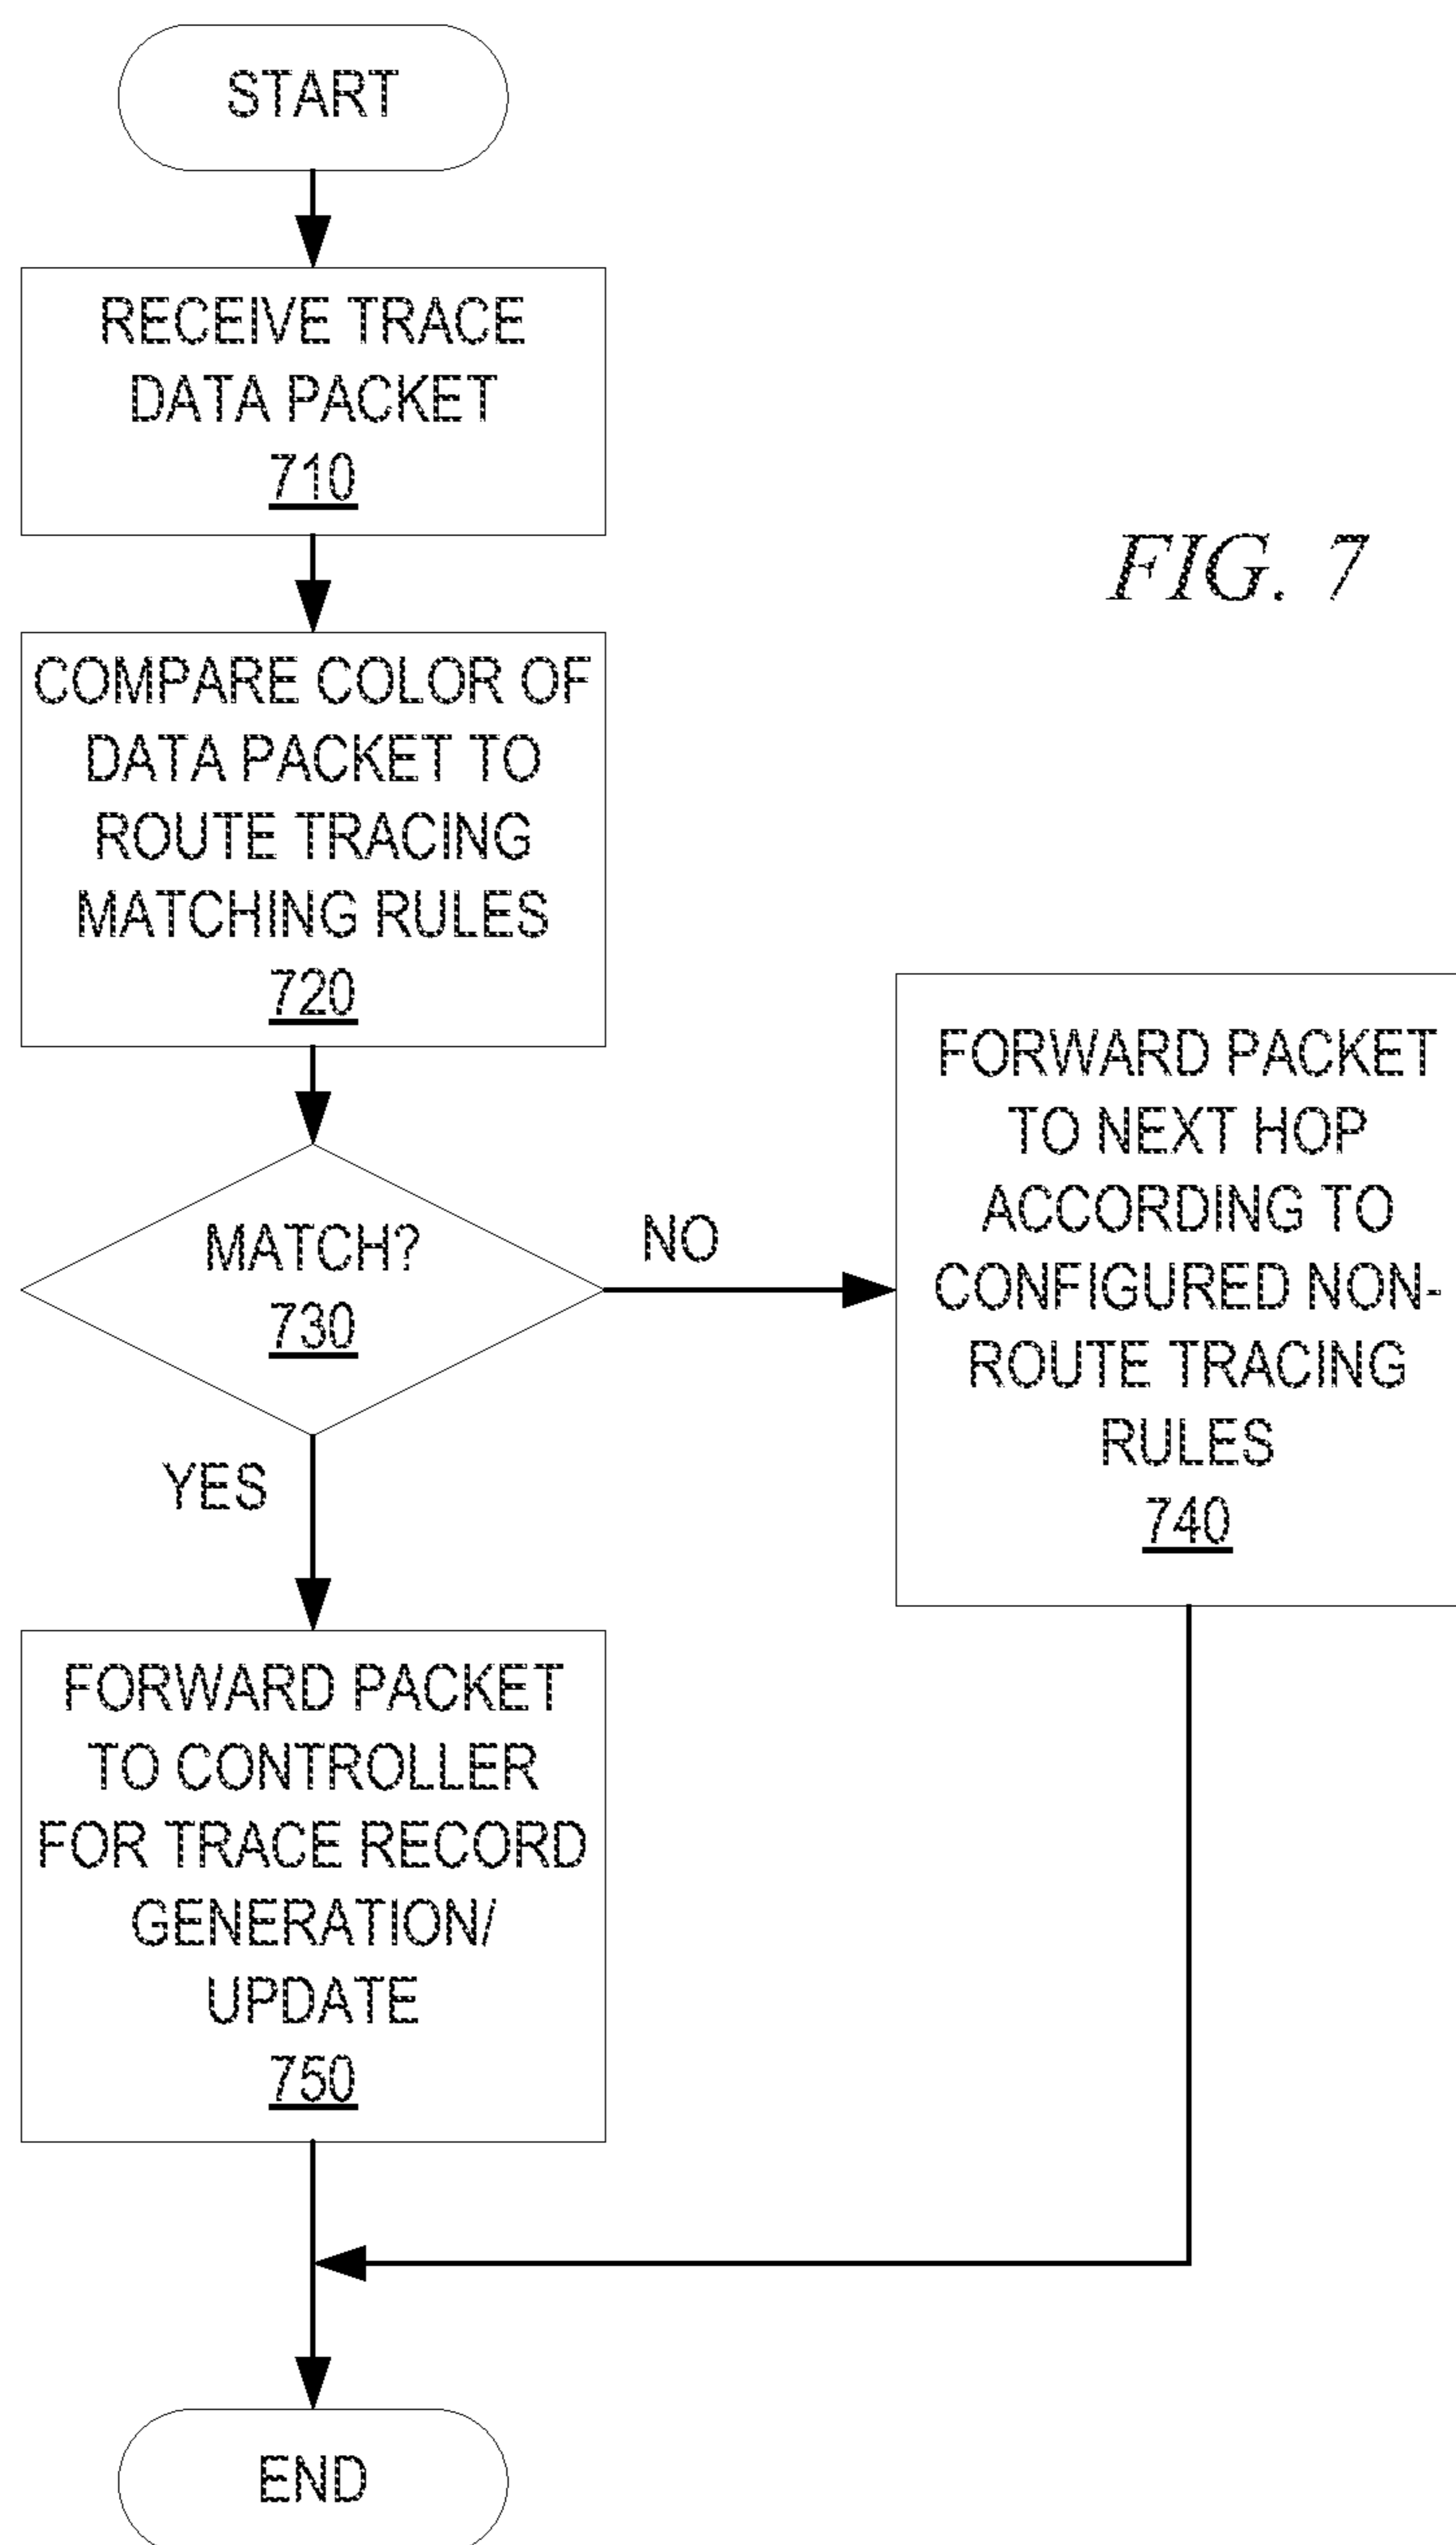 START
RECEIVE TRACE
DATA PACKET
710
FIG. 7
COMPARE COLOR OF
DATA PACKET TO
ROUTE TRACING
MATCHING RULES
720
MATCH?
730
NO
YES
FORWARD PACKET
TO NEXT HOP
ACCORDING TO
CONFIGURED NON-
ROUTE TRACING
RULES
740
FORWARD PACKET
TO CONTROLLER
FOR TRACE RECORD
GENERATION/
UPDATE
750
END